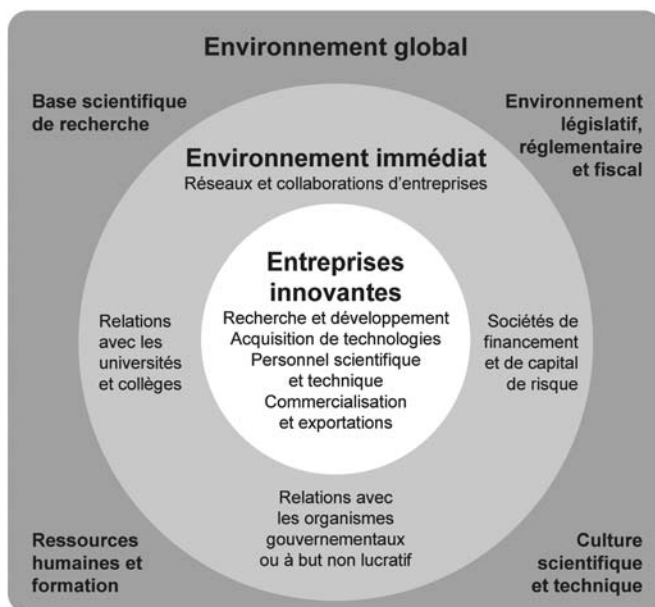 Environnement global
Base scientifique
de recherche
Environnement
législatif,
réglementaire
et fiscal
Environnement immédiat
Réseaux et collaborations d'entreprises
Entreprises
innovantes
Recherche et développement
Acquisition de technologies
Personnel scientifique
et technique
Commercialisation
et exportations
Relations
avec les
universités
et collèges
Sociétés de
financement
et de capital
de risque
Relations avec
les organismes
gouvernementaux
ou à but non lucratif
Ressources
humaines et
formation
Culture
scientifique
et technique